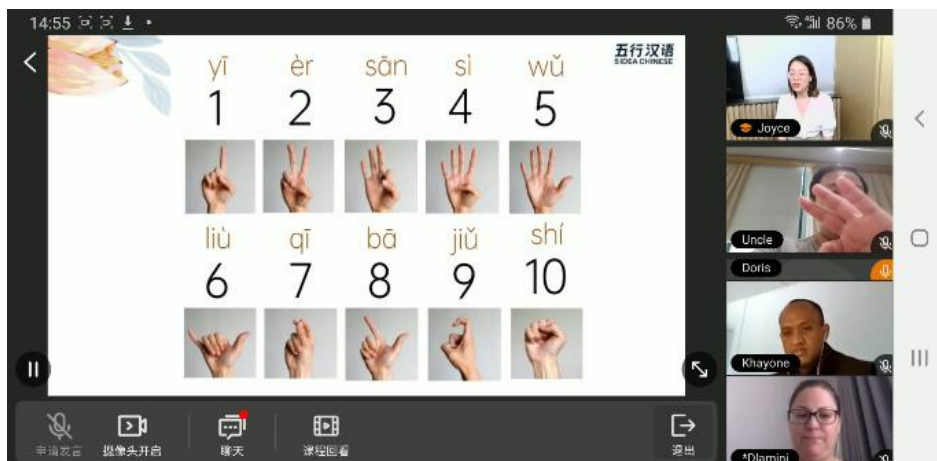 14:55
4G 86%
五行汉语
5IDEA CHINESE
yī èr sān sì wǔ
1 2 3 4 5
liù qī bā jiǔ shí
6 7 8 9 10
Joyce
Uncle
Doris
Khayone
*Dlamini
申请发言 摄像头开启 聊天 课程回看 退出